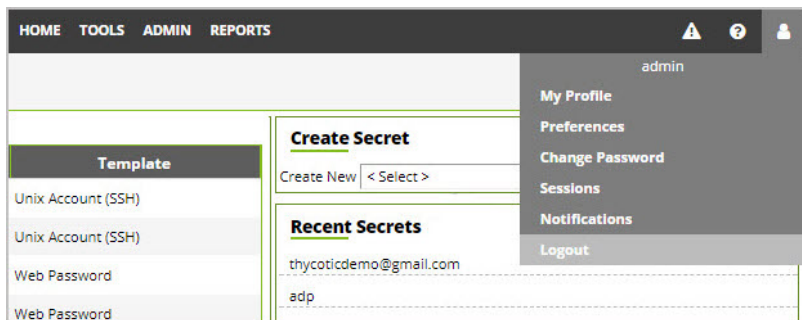 HOME TOOLS ADMIN REPORTS
admin
My Profile
Preferences
Change Password
Sessions
Notifications
Logout
Template
Unix Account (SSH)
Unix Account (SSH)
Web Password
Web Password
Create Secret
Create New < Select >
Recent Secrets
thycoticdemo@gmail.com
adp